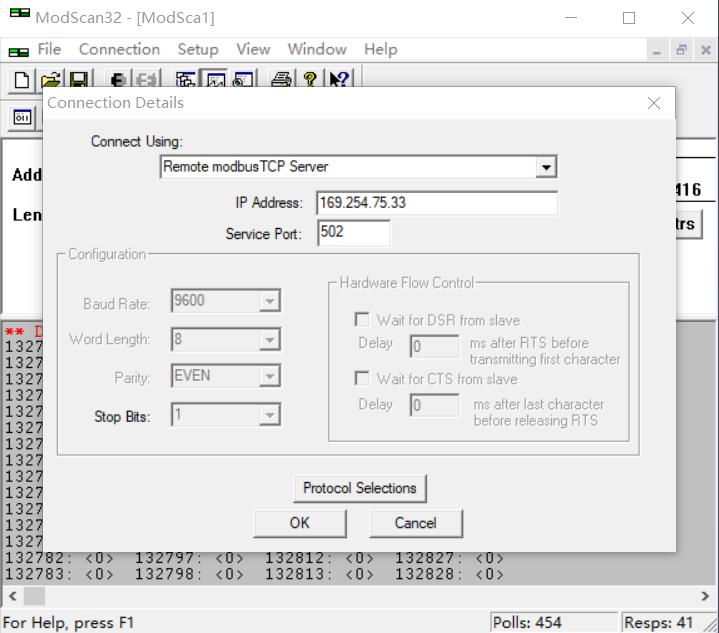 ModScan32 - [ModSca1]
File Connection Setup View Window Help
Connection Details
Connect Using:
Remote modbusTCP Server
Add
416
IP Address: 169.254.75.33
Len
Service Port: 502
Configuration
Baud Rate: 9600
Word Length: 8
Parity: EVEN
Stop Bits: 1
Hardware Flow Control
Wait for DSR from slave
Delay 0 ms after RTS before
transmitting first character
Wait for CTS from slave
Delay 0 ms after last character
before releasing RTS
** D
1327
1327
1327
1327
1327
1327
1327
1327
1327
1327
1327
1327
1327
Protocol Selections
OK Cancel
132782: <0> 132797: <0> 132812: <0> 132827: <0>
132783: <0> 132798: <0> 132813: <0> 132828: <0>
For Help, press F1
Polls: 454
Resps: 41